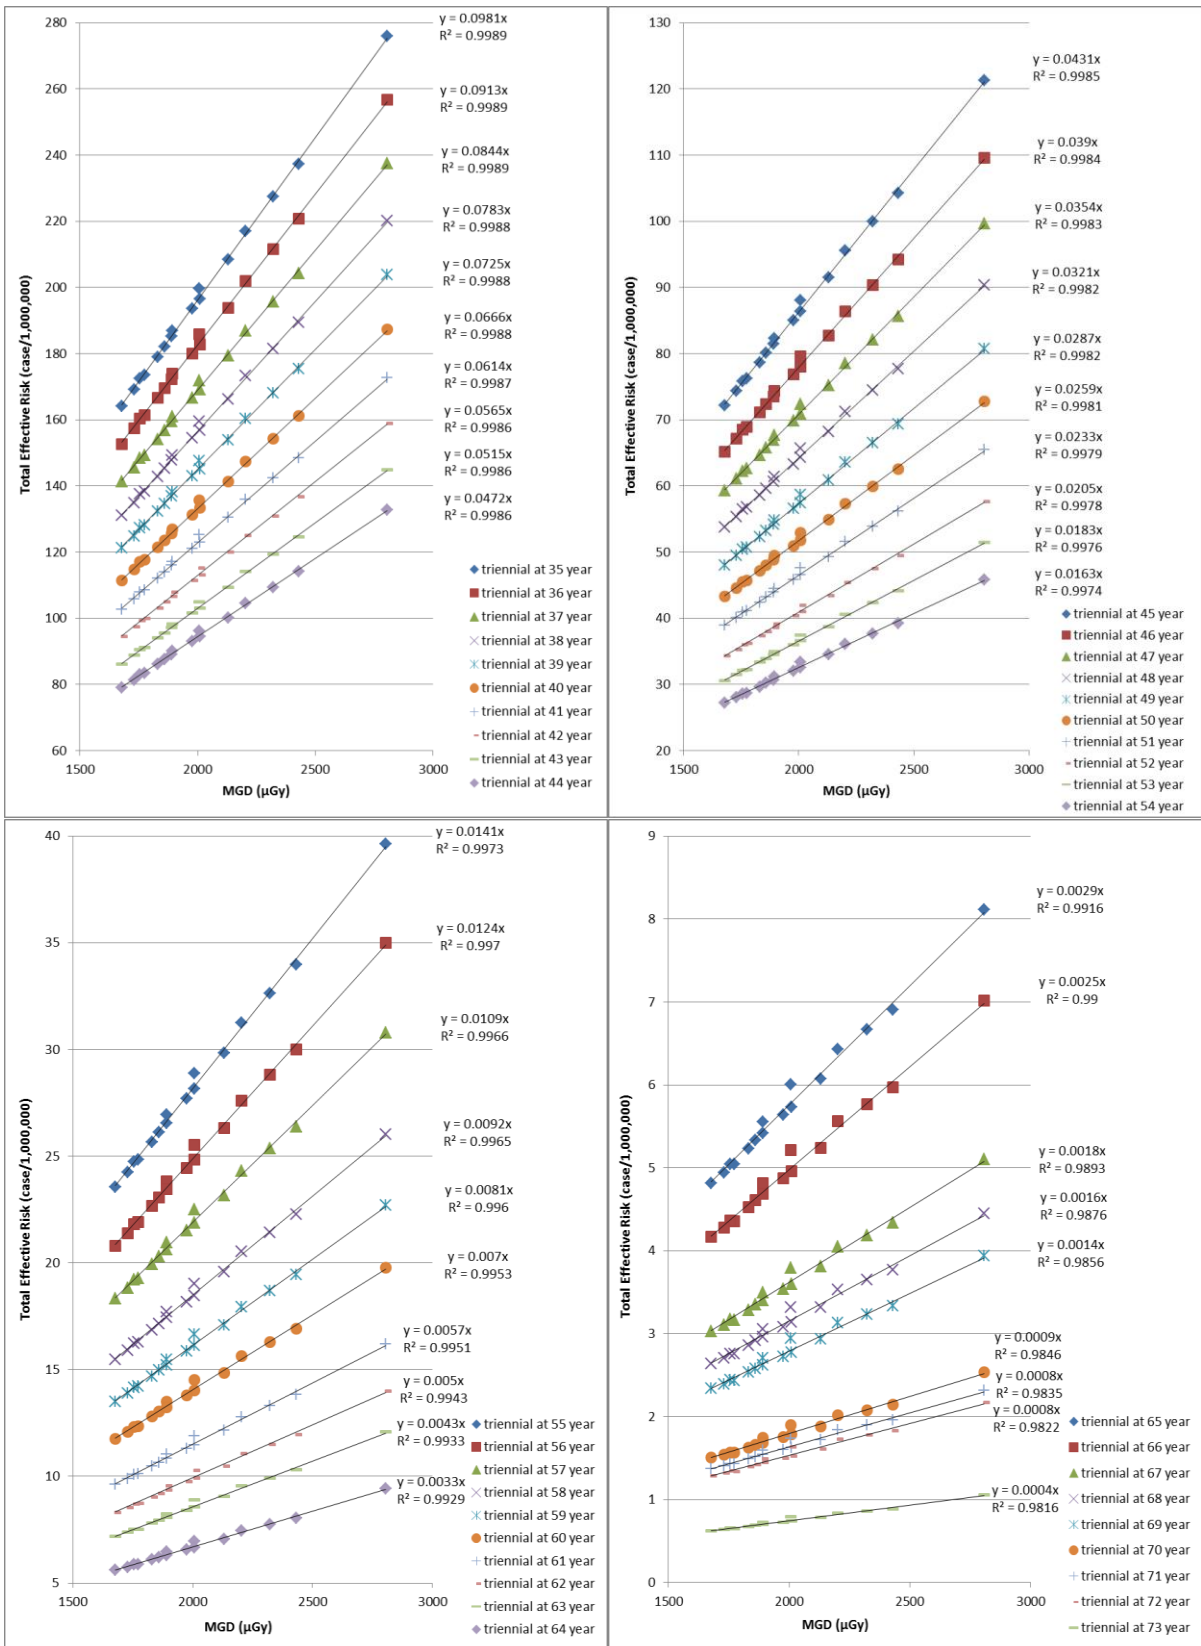 280
260
240
220
200
180
160
140
120
100
80
60
1500
2000
2500
3000
Total Effective Risk (case/1,000,000)
MGD (µGy)
y = 0.0981x
R² = 0.9989
y = 0.0913x
R² = 0.9989
y = 0.0844x
R² = 0.9989
y = 0.0783x
R² = 0.9988
y = 0.0725x
R² = 0.9988
y = 0.0666x
R² = 0.9988
y = 0.0614x
R² = 0.9987
y = 0.0565x
R² = 0.9986
y = 0.0515x
R² = 0.9986
y = 0.0472x
R² = 0.9986
triennial at 35 year
triennial at 36 year
triennial at 37 year
triennial at 38 year
triennial at 39 year
triennial at 40 year
triennial at 41 year
triennial at 42 year
triennial at 43 year
triennial at 44 year
130
120
110
100
90
80
70
60
50
40
30
20
1500
2000
2500
3000
Total Effective Risk (case/1,000,000)
MGD (µGy)
y = 0.0431x
R² = 0.9985
y = 0.039x
R² = 0.9984
y = 0.0354x
R² = 0.9983
y = 0.0321x
R² = 0.9982
y = 0.0287x
R² = 0.9982
y = 0.0259x
R² = 0.9981
y = 0.0233x
R² = 0.9979
y = 0.0205x
R² = 0.9978
y = 0.0183x
R² = 0.9976
y = 0.0163x
R² = 0.9974
triennial at 45 year
triennial at 46 year
triennial at 47 year
triennial at 48 year
triennial at 49 year
triennial at 50 year
triennial at 51 year
triennial at 52 year
triennial at 53 year
triennial at 54 year
40
35
30
25
20
15
10
5
1500
2000
2500
3000
Total Effective Risk (case/1,000,000)
MGD (µGy)
y = 0.0141x
R² = 0.9973
y = 0.0124x
R² = 0.997
y = 0.0109x
R² = 0.9966
y = 0.0092x
R² = 0.9965
y = 0.0081x
R² = 0.996
y = 0.007x
R² = 0.9953
y = 0.0057x
R² = 0.9951
y = 0.005x
R² = 0.9943
y = 0.0043x
R² = 0.9933
y = 0.0033x
R² = 0.9929
triennial at 55 year
triennial at 56 year
triennial at 57 year
triennial at 58 year
triennial at 59 year
triennial at 60 year
triennial at 61 year
triennial at 62 year
triennial at 63 year
triennial at 64 year
9
8
7
6
5
4
3
2
1
0
1500
2000
2500
3000
Total Effective Risk (case/1,000,000)
MGD (µGy)
y = 0.0029x
R² = 0.9916
y = 0.0025x
R² = 0.99
y = 0.0018x
R² = 0.9893
y = 0.0016x
R² = 0.9876
y = 0.0014x
R² = 0.9856
y = 0.0009x
R² = 0.9846
y = 0.0008x
R² = 0.9835
y = 0.0008x
R² = 0.9822
y = 0.0004x
R² = 0.9816
triennial at 65 year
triennial at 66 year
triennial at 67 year
triennial at 68 year
triennial at 69 year
triennial at 70 year
triennial at 71 year
triennial at 72 year
triennial at 73 year